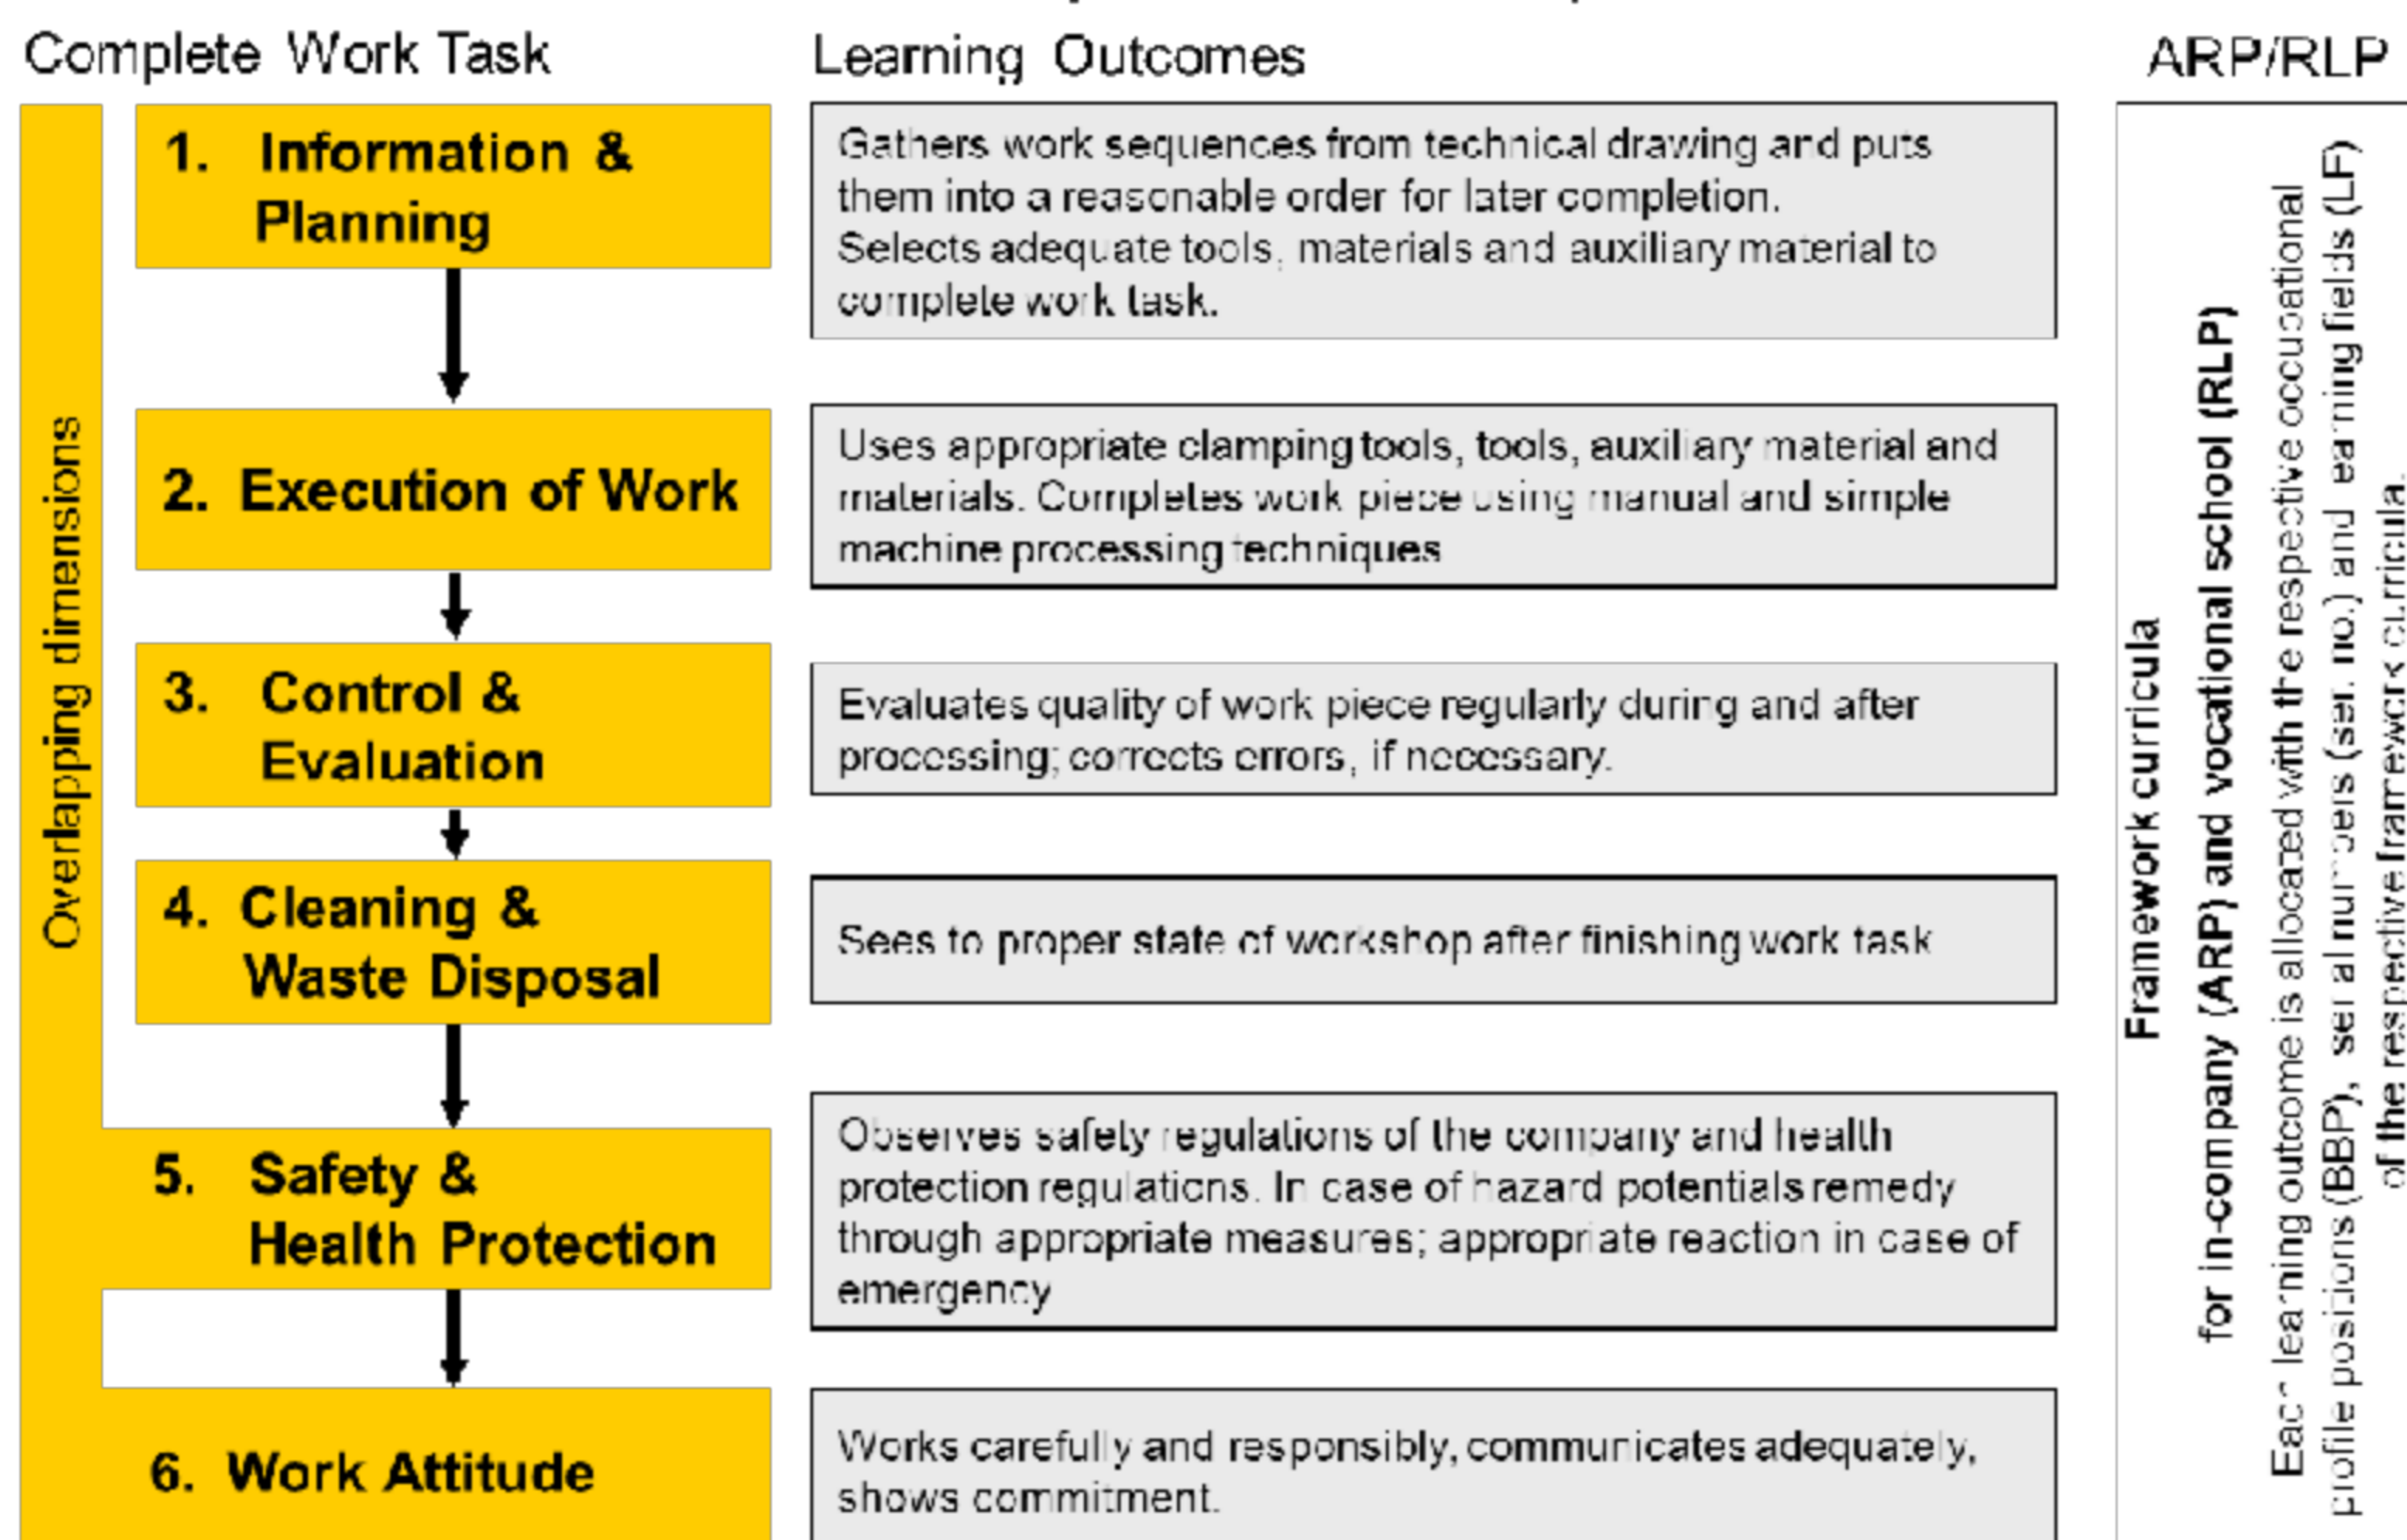 Complete Work Task
Learning Outcomes
ARP/RLP
Overlapping dimensions
1. Information &
Planning
Gathers work sequences from technical drawing and puts
them into a reasonable order for later completion.
Selects adequate tools, materials and auxiliary material to
complete work task.
2. Execution of Work
Uses appropriate clamping tools, tools, auxiliary material and
materials. Completes work piece using manual and simple
machine processing techniques
3. Control &
Evaluation
Evaluates quality of work piece regularly during and after
processing; corrects errors, if necessary.
4. Cleaning &
Waste Disposal
Sees to proper state of workshop after finishing work task
5. Safety &
Health Protection
Observes safety regulations of the company and health
protection regulations. In case of hazard potentials remedy
through appropriate measures; appropriate reaction in case of
emergency
6. Work Attitude
Works carefully and responsibly, communicates adequately,
shows commitment.
Framework curricula
for in-company (ARP) and vocational school (RLP)
Each learning outcome is allocated with the respective occupational
profile positions (BBP), serial numbers (ser. no.) and learning fields (LF)
of the respective framework curricula.